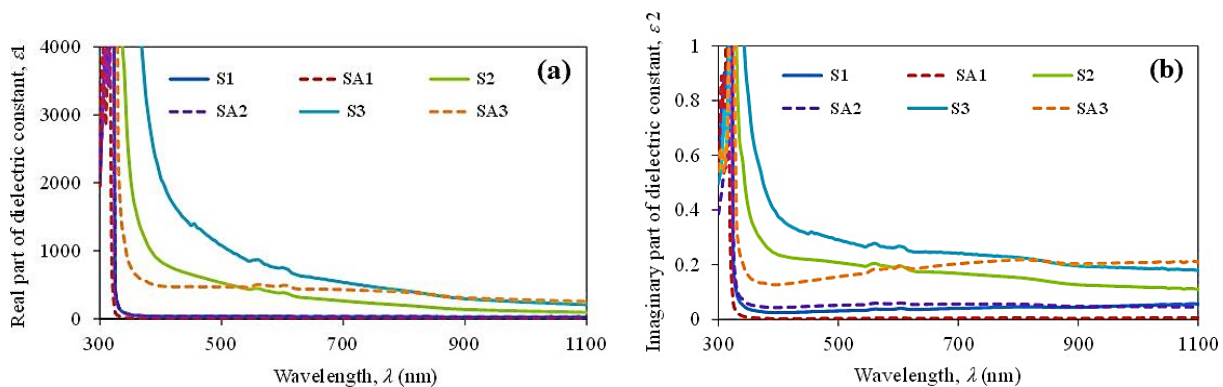 (a)
Real part of dielectric constant, ε1
4000
3000
2000
1000
0
S1 SA1 S2
SA2 S3 SA3
300 500 700 900 1100
Wavelength, λ (nm)
(b)
Imaginary part of dielectric constant, ε2
1
0.8
0.6
0.4
0.2
0
S1 SA1 S2
SA2 S3 SA3
300 500 700 900 1100
Wavelength, λ (nm)